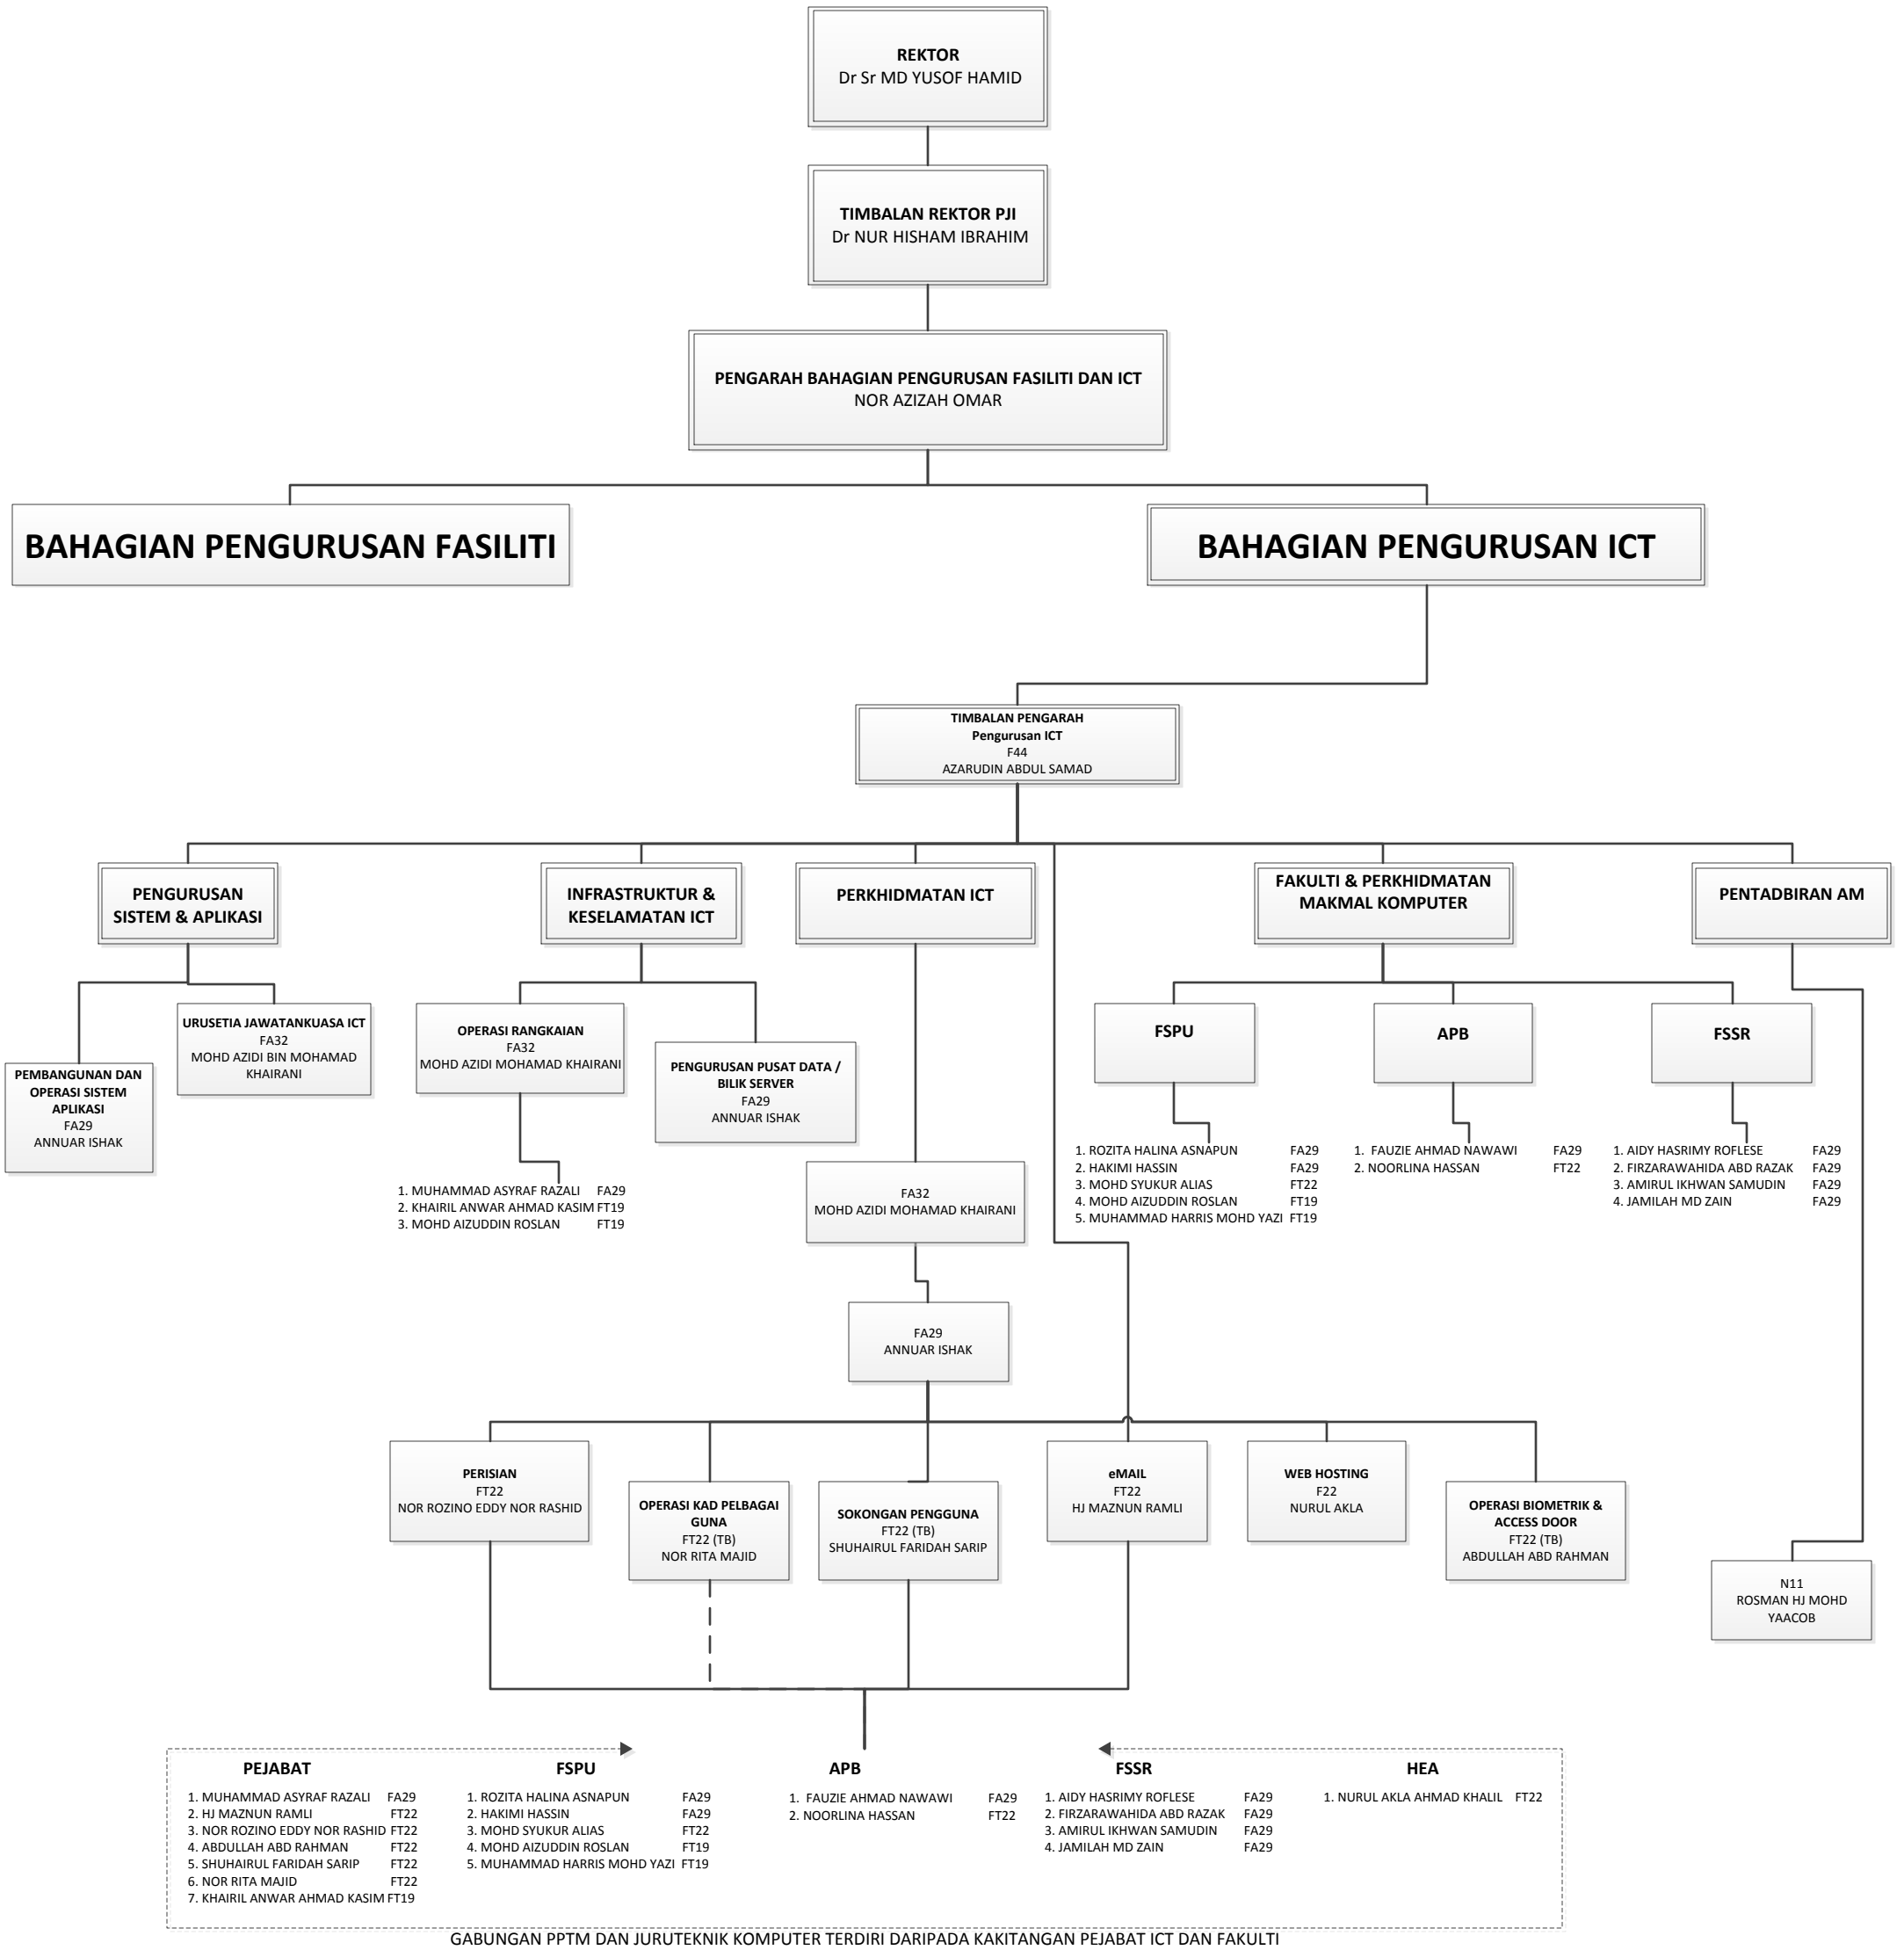 REKTOR
Dr Sr MD YUSOF HAMID
TIMBALAN REKTOR PJI
Dr NUR HISHAM IBRAHIM
PENGARAH BAHAGIAN PENGURUSAN FASILITI DAN ICT
NOR AZIZAH OMAR
BAHAGIAN PENGURUSAN FASILITI
BAHAGIAN PENGURUSAN ICT
TIMBALAN PENGARAH
Pengurusan ICT
F44
AZARUDIN ABDUL SAMAD
PENGURUSAN
SISTEM & APLIKASI
INFRASTRUKTUR &
KESELAMATAN ICT
PERKHIDMATAN ICT
FAKULTI & PERKHIDMATAN
MAKMAL KOMPUTER
PENTADBIRAN AM
PEMBANGUNAN DAN
OPERASI SISTEM
APLIKASI
FA29
ANNUAR ISHAK
URUSETIA JAWATANKUASA ICT
FA32
MOHD AZIDI BIN MOHAMAD
KHAIRANI
OPERASI RANGKAIAN
FA32
MOHD AZIDI MOHAMAD KHAIRANI
PENGURUSAN PUSAT DATA /
BILIK SERVER
FA29
ANNUAR ISHAK
1. MUHAMMAD ASYRAF RAZALI FA29
2. KHAIRIL ANWAR AHMAD KASIM FT19
3. MOHD AIZUDDIN ROSLAN FT19
FSPU
APB
FSSR
1. ROZITA HALINA ASNAPUN FA29
2. HAKIMI HASSIN FA29
3. MOHD SYUKUR ALIAS FT22
4. MOHD AIZUDDIN ROSLAN FT19
5. MUHAMMAD HARRIS MOHD YAZI FT19
1. FAUZIE AHMAD NAWAWI FA29
2. NOORLINA HASSAN FT22
1. AIDY HASRIMY ROFLESE FA29
2. FIRZARAWAHIDA ABD RAZAK FA29
3. AMIRUL IKHWAN SAMUDIN FA29
4. JAMILAH MD ZAIN FA29
FA32
MOHD AZIDI MOHAMAD KHAIRANI
FA29
ANNUAR ISHAK
PERISIAN
FT22
NOR ROZINO EDDY NOR RASHID
OPERASI KAD PELBAGAI
GUNA
FT22 (TB)
NOR RITA MAJID
SOKONGAN PENGGUNA
FT22 (TB)
SHUHAIRUL FARIDAH SARIP
eMAIL
FT22
HJ MAZNUN RAMLI
WEB HOSTING
F22
NURUL AKLA
OPERASI BIOMETRIK &
ACCESS DOOR
FT22 (TB)
ABDULLAH ABD RAHMAN
N11
ROSMAN HJ MOHD
YAACOB
PEJABAT
1. MUHAMMAD ASYRAF RAZALI FA29
2. HJ MAZNUN RAMLI FT22
3. NOR ROZINO EDDY NOR RASHID FT22
4. ABDULLAH ABD RAHMAN FT22
5. SHUHAIRUL FARIDAH SARIP FT22
6. NOR RITA MAJID FT22
7. KHAIRIL ANWAR AHMAD KASIM FT19
FSPU
1. ROZITA HALINA ASNAPUN FA29
2. HAKIMI HASSIN FA29
3. MOHD SYUKUR ALIAS FT22
4. MOHD AIZUDDIN ROSLAN FT19
5. MUHAMMAD HARRIS MOHD YAZI FT19
APB
1. FAUZIE AHMAD NAWAWI FA29
2. NOORLINA HASSAN FT22
FSSR
1. AIDY HASRIMY ROFLESE FA29
2. FIRZARAWAHIDA ABD RAZAK FA29
3. AMIRUL IKHWAN SAMUDIN FA29
4. JAMILAH MD ZAIN FA29
HEA
1. NURUL AKLA AHMAD KHALIL FT22
GABUNGAN PPTM DAN JURUTEKNIK KOMPUTER TERDIRI DARIPADA KAKITANGAN PEJABAT ICT DAN FAKULTI